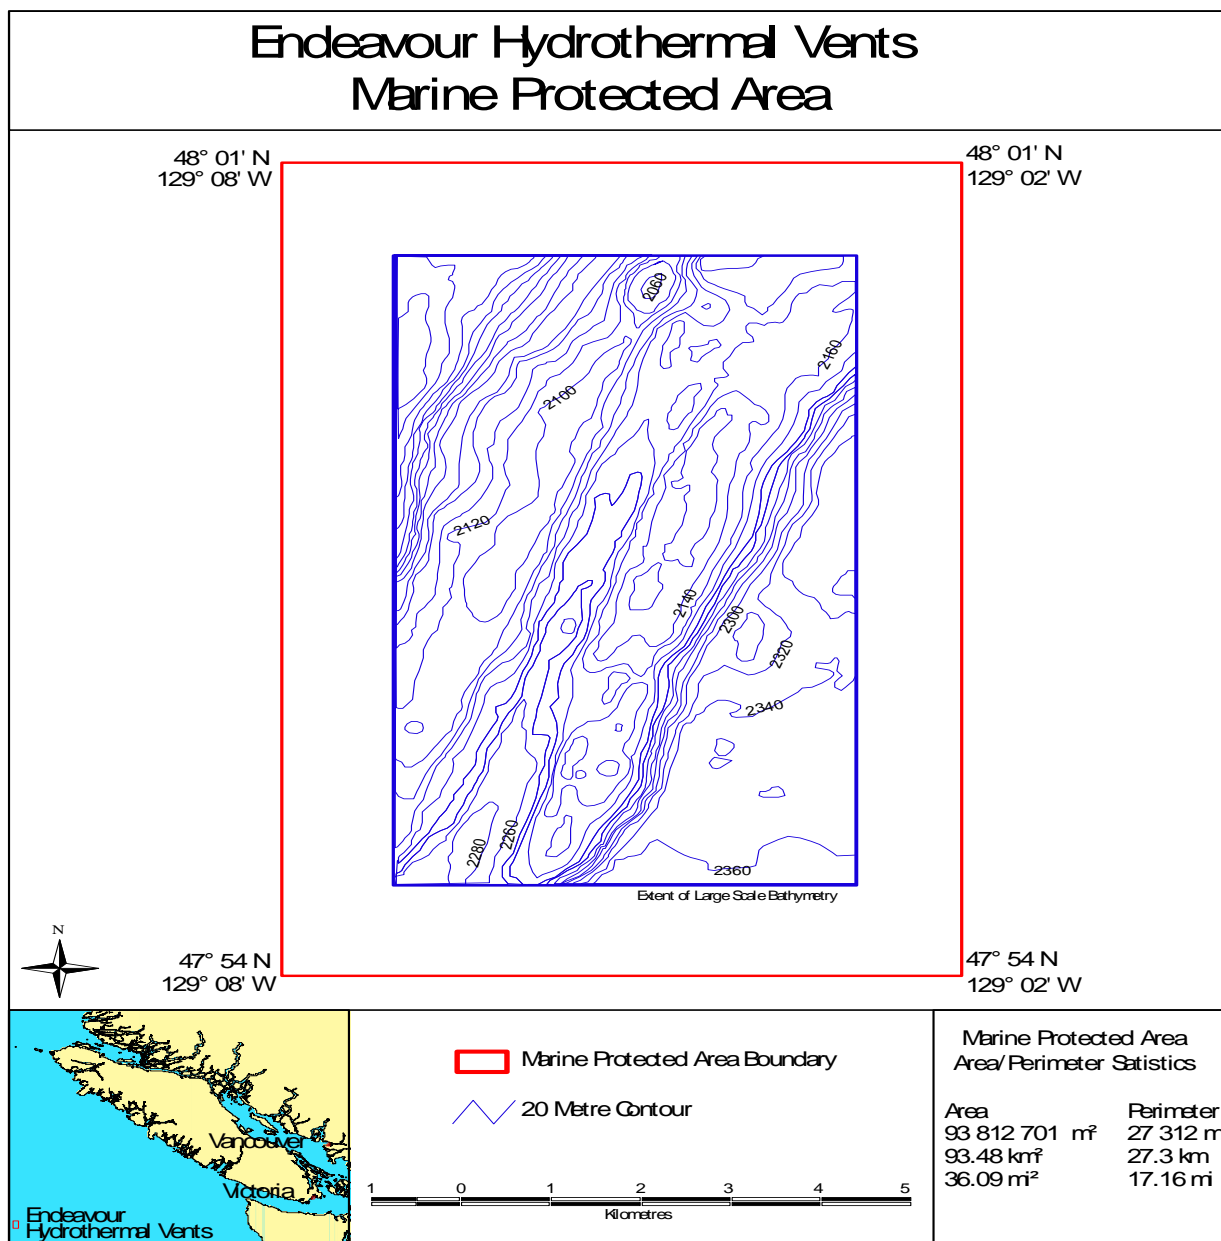 Endeavour Hydrothermal Vents
Marine Protected Area
48° 01' N
129° 08' W
48° 01' N
129° 02' W
2060
2160
2100
2120
2140
2300
2320
2340
2260
2280
2360
Extent of Large Scale Bathymetry
N
47° 54 N
129° 08' W
47° 54 N
129° 02' W
Vancouver
Victoria
Endeavour
Hydrothermal Vents
Marine Protected Area Boundary
20 Metre Contour
1 0 1 2 3 4 5
Kilometres
Marine Protected Area
Area/Perimeter Satistics
Area Perimeter
93 812 701 m² 27 312 m
93.48 km² 27.3 km
36.09 mi² 17.16 mi